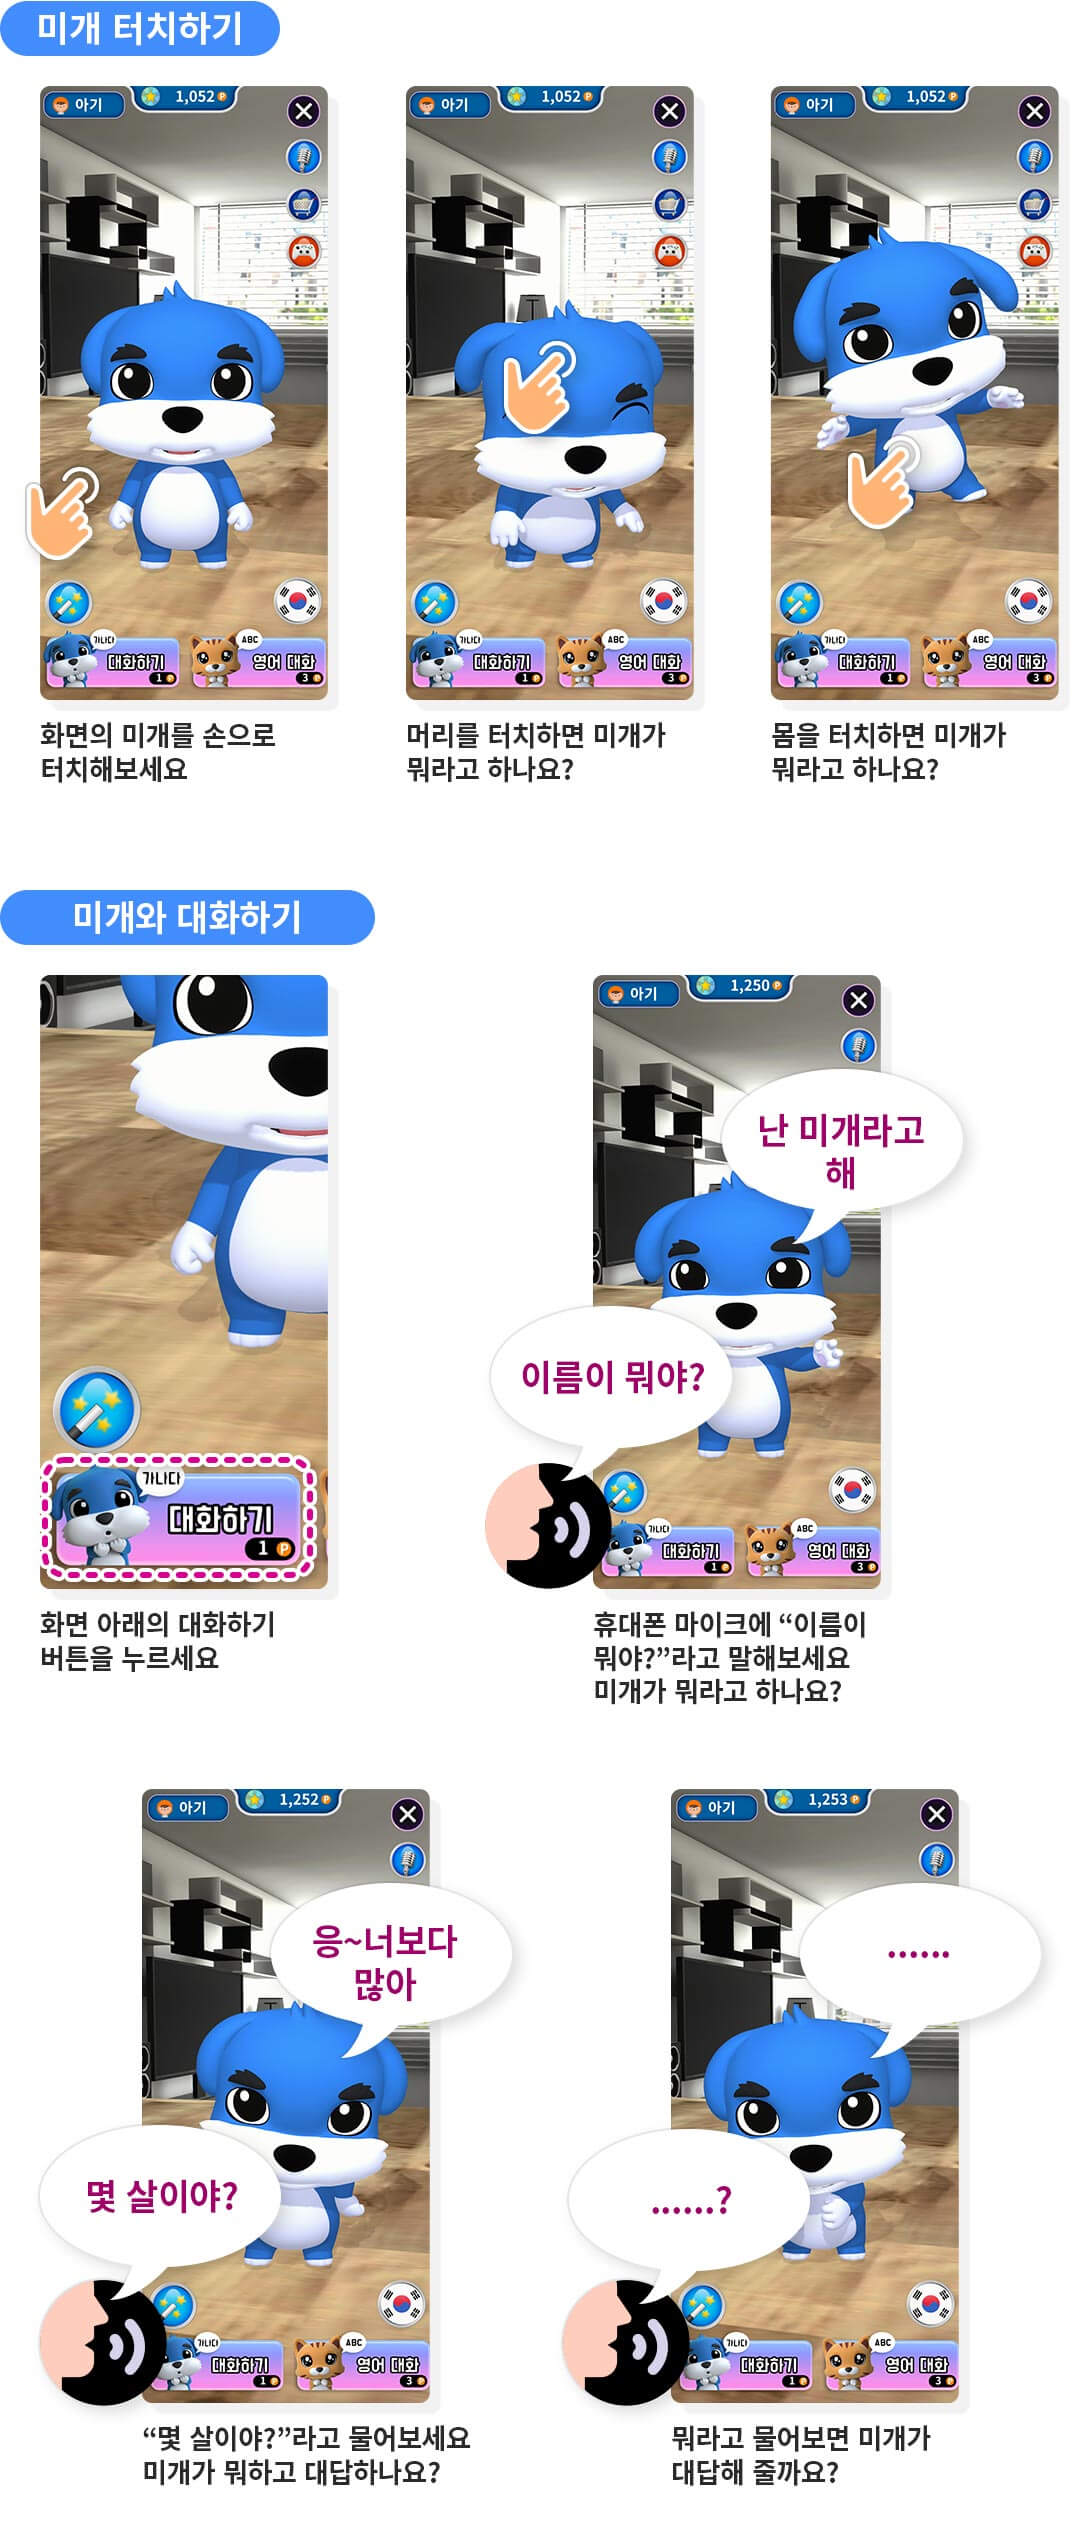 미개 터치하기
아기
1,052 P
아기
1,052 P
아기
1,052 P
가나다
대화하기
1 P
ABC
영어 대화
3 P
가나다
대화하기
1 P
ABC
영어 대화
3 P
가나다
대화하기
1 P
ABC
영어 대화
3 P
화면의 미개를 손으로
터치해보세요
머리를 터치하면 미개가
뭐라고 하나요?
몸을 터치하면 미개가
뭐라고 하나요?
미개와 대화하기
가나다
대화하기
1 P
화면 아래의 대화하기
버튼을 누르세요
아기
1,250 P
난 미개라고
해
이름이 뭐야?
가나다
대화하기
1 P
ABC
영어 대화
3 P
휴대폰 마이크에 “이름이
뭐야?”라고 말해보세요
미개가 뭐라고 하나요?
아기
1,252 P
응~너보다
많아
몇 살이야?
가나다
대화하기
1 P
ABC
영어 대화
3 P
“몇 살이야?”라고 물어보세요
미개가 뭐하고 대답하나요?
아기
1,253 P
......
......?
가나다
대화하기
1 P
ABC
영어 대화
3 P
뭐라고 물어보면 미개가
대답해 줄까요?